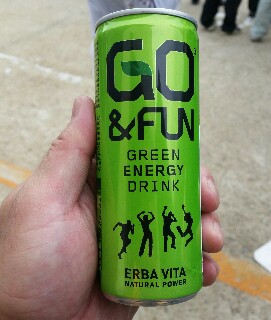 GO
&FUN
GREEN
ENERGY
DRINK
ERBA VITA
NATURAL POWER